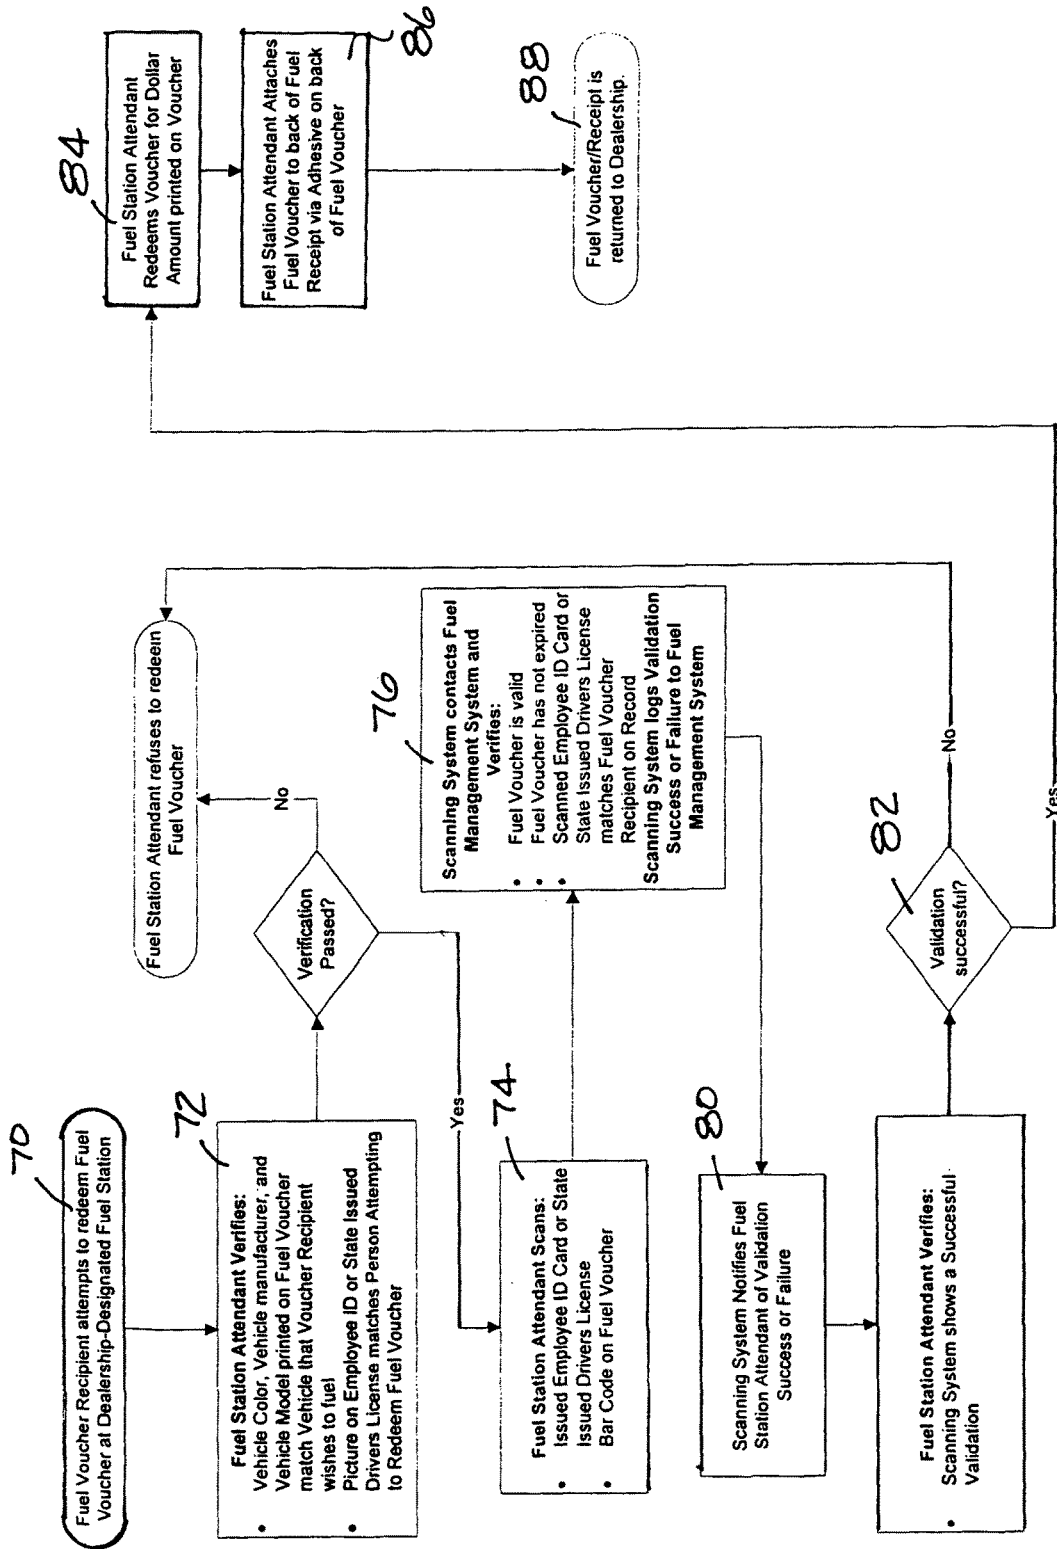 70
Fuel Voucher Recipient attempts to redeem Fuel
Voucher at Dealership-Designated Fuel Station
72
Fuel Station Attendant Verifies:
• Vehicle Color, Vehicle manufacturer, and
Vehicle Model printed on Fuel Voucher
match Vehicle that Voucher Recipient
wishes to fuel
• Picture on Employee ID or State Issued
Drivers License matches Person Attempting
to Redeem Fuel Voucher
Verification
Passed?
No
Fuel Station Attendant refuses to redeem
Fuel Voucher
Yes
74
Fuel Station Attendant Scans:
• Issued Employee ID Card or State
Issued Drivers License
• Bar Code on Fuel Voucher
76
Scanning System contacts Fuel
Management System and
Verifies:
• Fuel Voucher is valid
• Fuel Voucher has not expired
• Scanned Employee ID Card or
State Issued Drivers License
matches Fuel Voucher
Recipient on Record
Scanning System logs Validation
Success or Failure to Fuel
Management System
80
Scanning System Notifies Fuel
Station Attendant of Validation
Success or Failure
Fuel Station Attendant Verifies:
• Scanning System shows a Successful
Validation
82
Validation
successful?
No
Yes
84
Fuel Station Attendant
Redeems Voucher for Dollar
Amount printed on Voucher
86
Fuel Station Attendant Attaches
Fuel Voucher to back of Fuel
Receipt via Adhesive on back
of Fuel Voucher
88
Fuel Voucher/Receipt is
returned to Dealership.